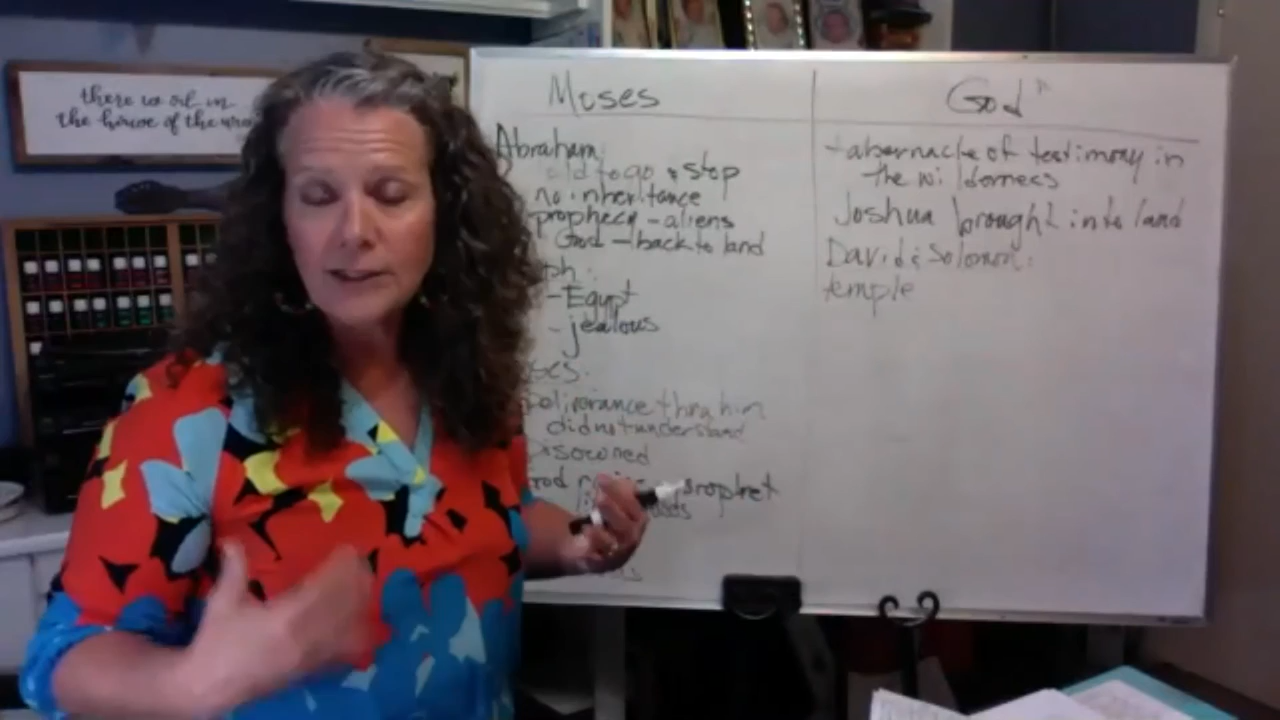 there is oil in
the house of the
Moses
God
Abraham:
to go & stop
no inheritance
prophecy - aliens
God - back to land
- Egypt
- jealous
Deliverance thru him
did not understand
Disowned
God prophet
tabernacle of testimony in
the wilderness
Joshua brought into land
David & Solomon:
temple